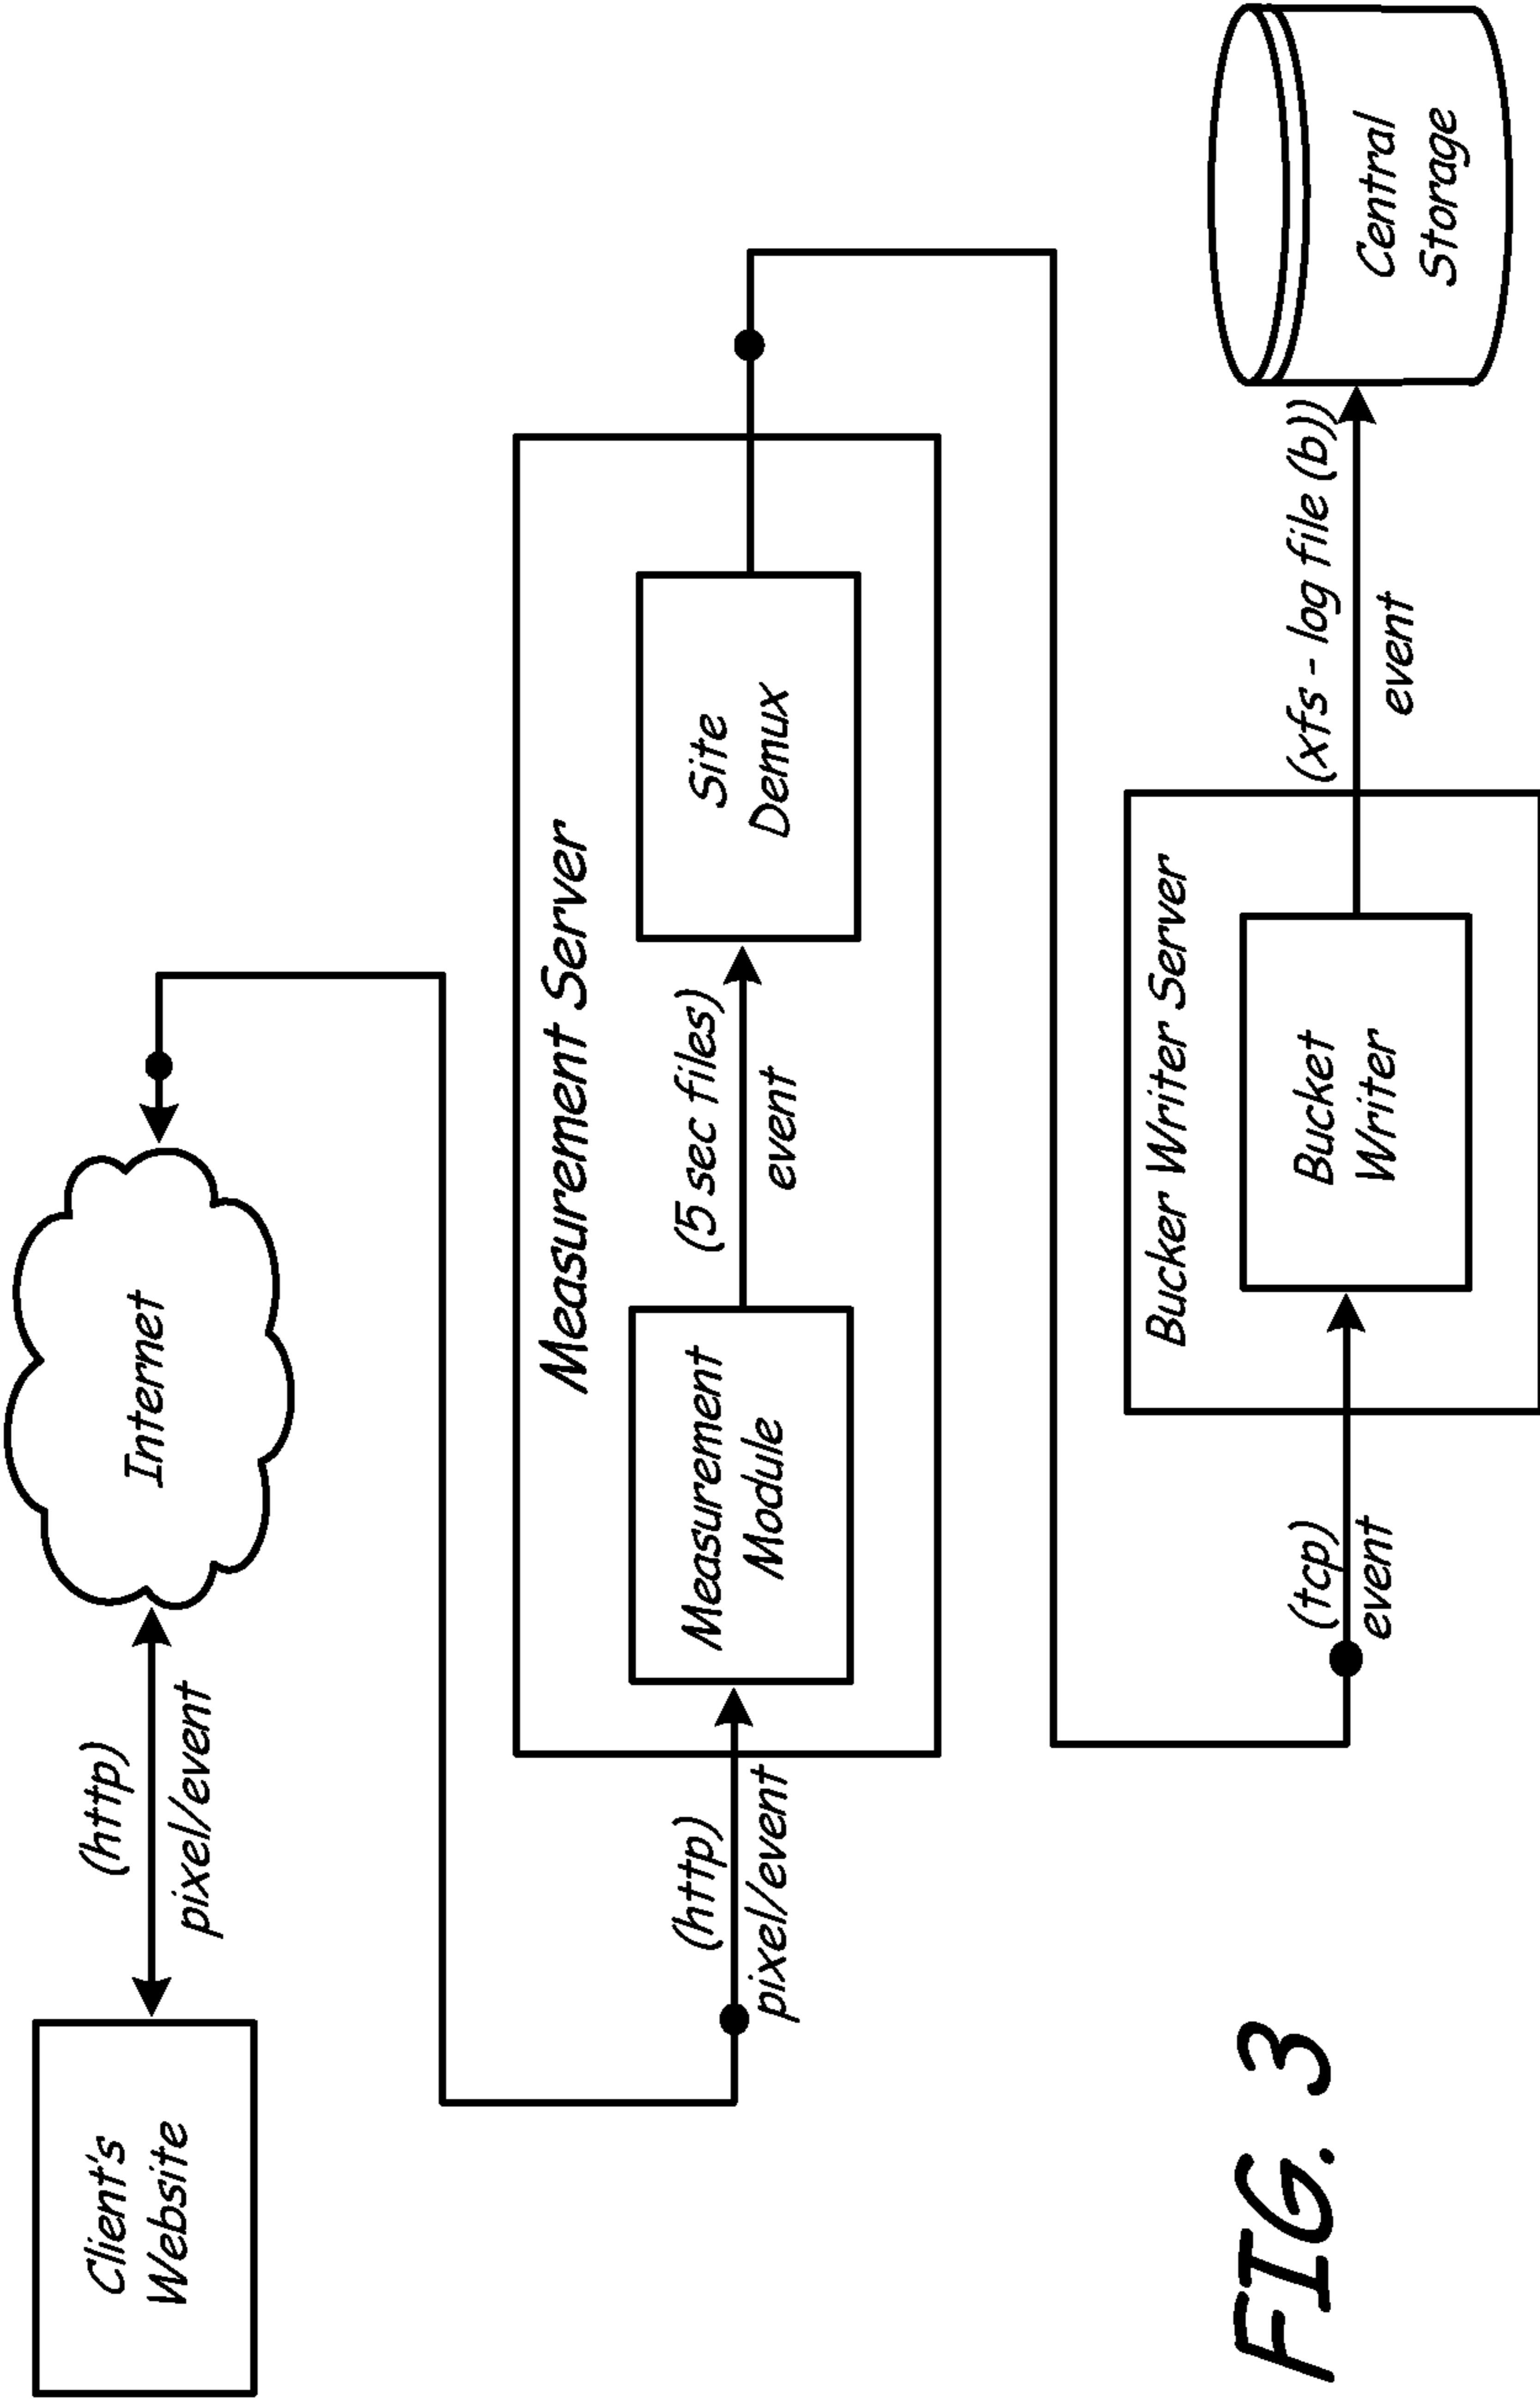 Client's
Website
(http)
pixel/event
Internet
Measurement Server
(http)
pixel/event
Measurement
Module
(5 sec files)
event
Site
Demux
Bucker Writer Server
(tcp)
event
Bucket
Writer
(xfs - log file (b))
event
Central
Storage
FIG. 3